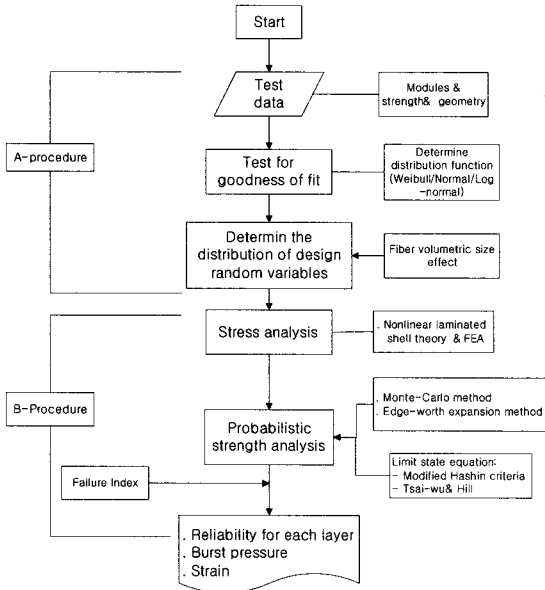 Start
Test
data
Modules &
strength& geometry
A-procedure
Test for
goodness of fit
Determine
distribution function
(Weibull/Normal/Log
-normal)
Determin the
distribution of design
random variables
Fiber volumetric size
effect
Stress analysis
. Nonlinear laminated
shell theory & FEA
B-Procedure
. Monte-Carlo method
. Edge-worth expansion method
Probabilistic
strength analysis
Limit state equation:
- Modified Hashin criteria
- Tsai-wu& Hill
Failure Index
. Reliability for each layer
. Burst pressure
. Strain